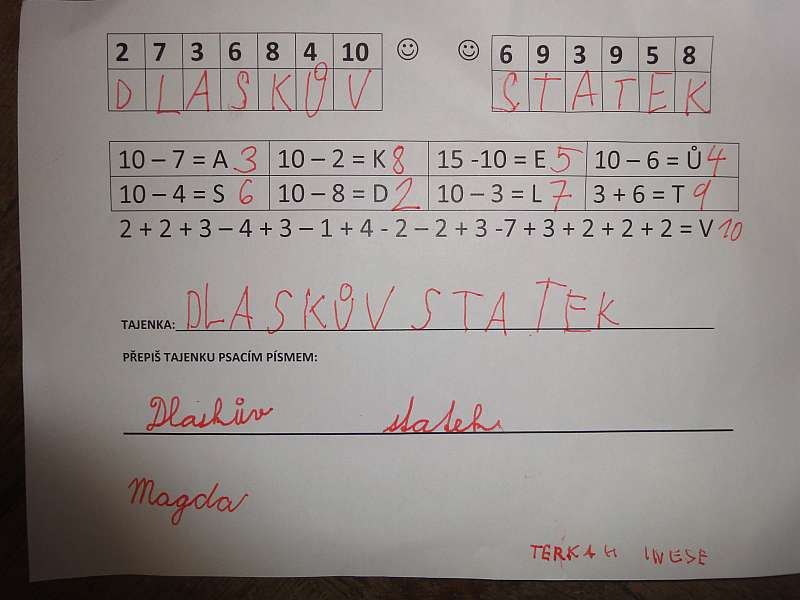 2 7 3 6 8 4 10 ☺ ☺ 6 9 3 9 5 8
D L A S K Ů V S T A T E K
10 – 7 = A 3 10 – 2 = K 8 15 -10 = E 5 10 – 6 = Ů 4
10 – 4 = S 6 10 – 8 = D 2 10 – 3 = L 7 3 + 6 = T 9
2 + 2 + 3 – 4 + 3 – 1 + 4 - 2 – 2 + 3 -7 + 3 + 2 + 2 + 2 = V 10
TAJENKA: DLASKŮV STATEK
PŘEPIŠ TAJENKU PSACÍM PÍSMEM:
Dlaskův statek
Magda
TERKA H